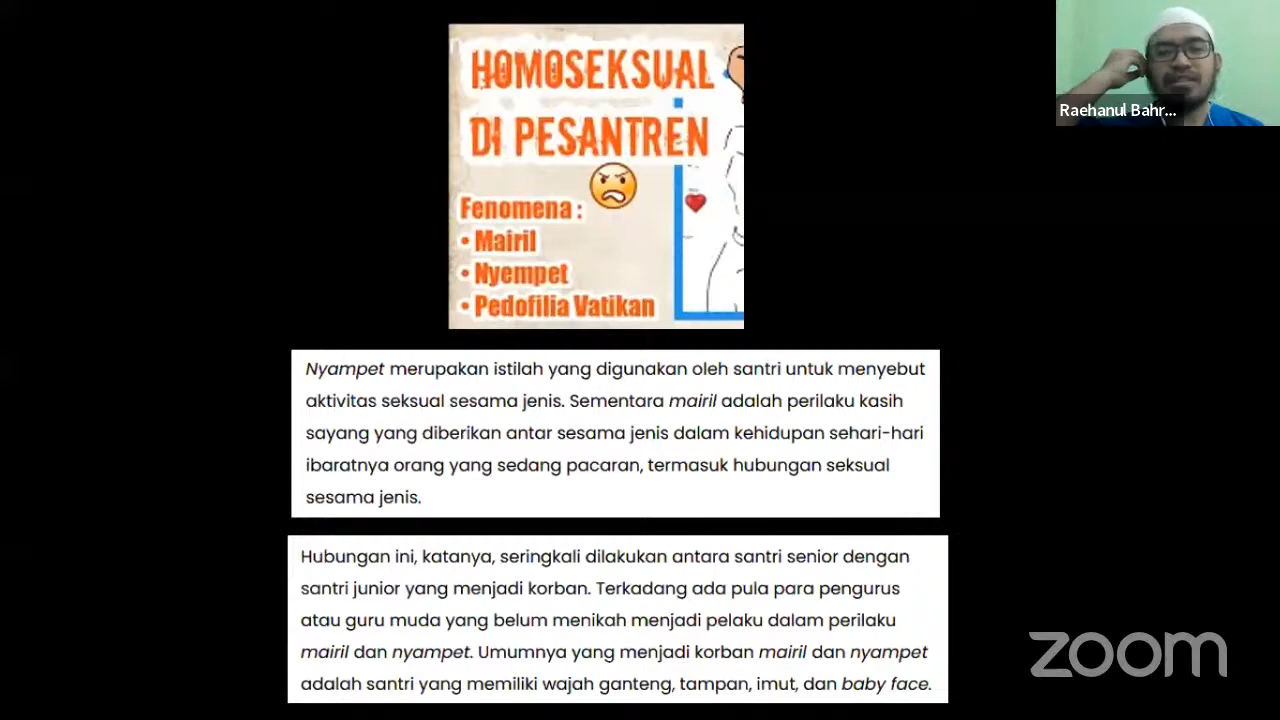 HOMOSEKSUAL
DI PESANTREN
Fenomena :
• Mairil
• Nyempet
• Pedofilia Vatikan
Raehanul Bahr...
Nyampet merupakan istilah yang digunakan oleh santri untuk menyebut
aktivitas seksual sesama jenis. Sementara mairil adalah perilaku kasih
sayang yang diberikan antar sesama jenis dalam kehidupan sehari-hari
ibaratnya orang yang sedang pacaran, termasuk hubungan seksual
sesama jenis.
Hubungan ini, katanya, seringkali dilakukan antara santri senior dengan
santri junior yang menjadi korban. Terkadang ada pula para pengurus
atau guru muda yang belum menikah menjadi pelaku dalam perilaku
mairil dan nyampet. Umumnya yang menjadi korban mairil dan nyampet
adalah santri yang memiliki wajah ganteng, tampan, imut, dan baby face.
zoom